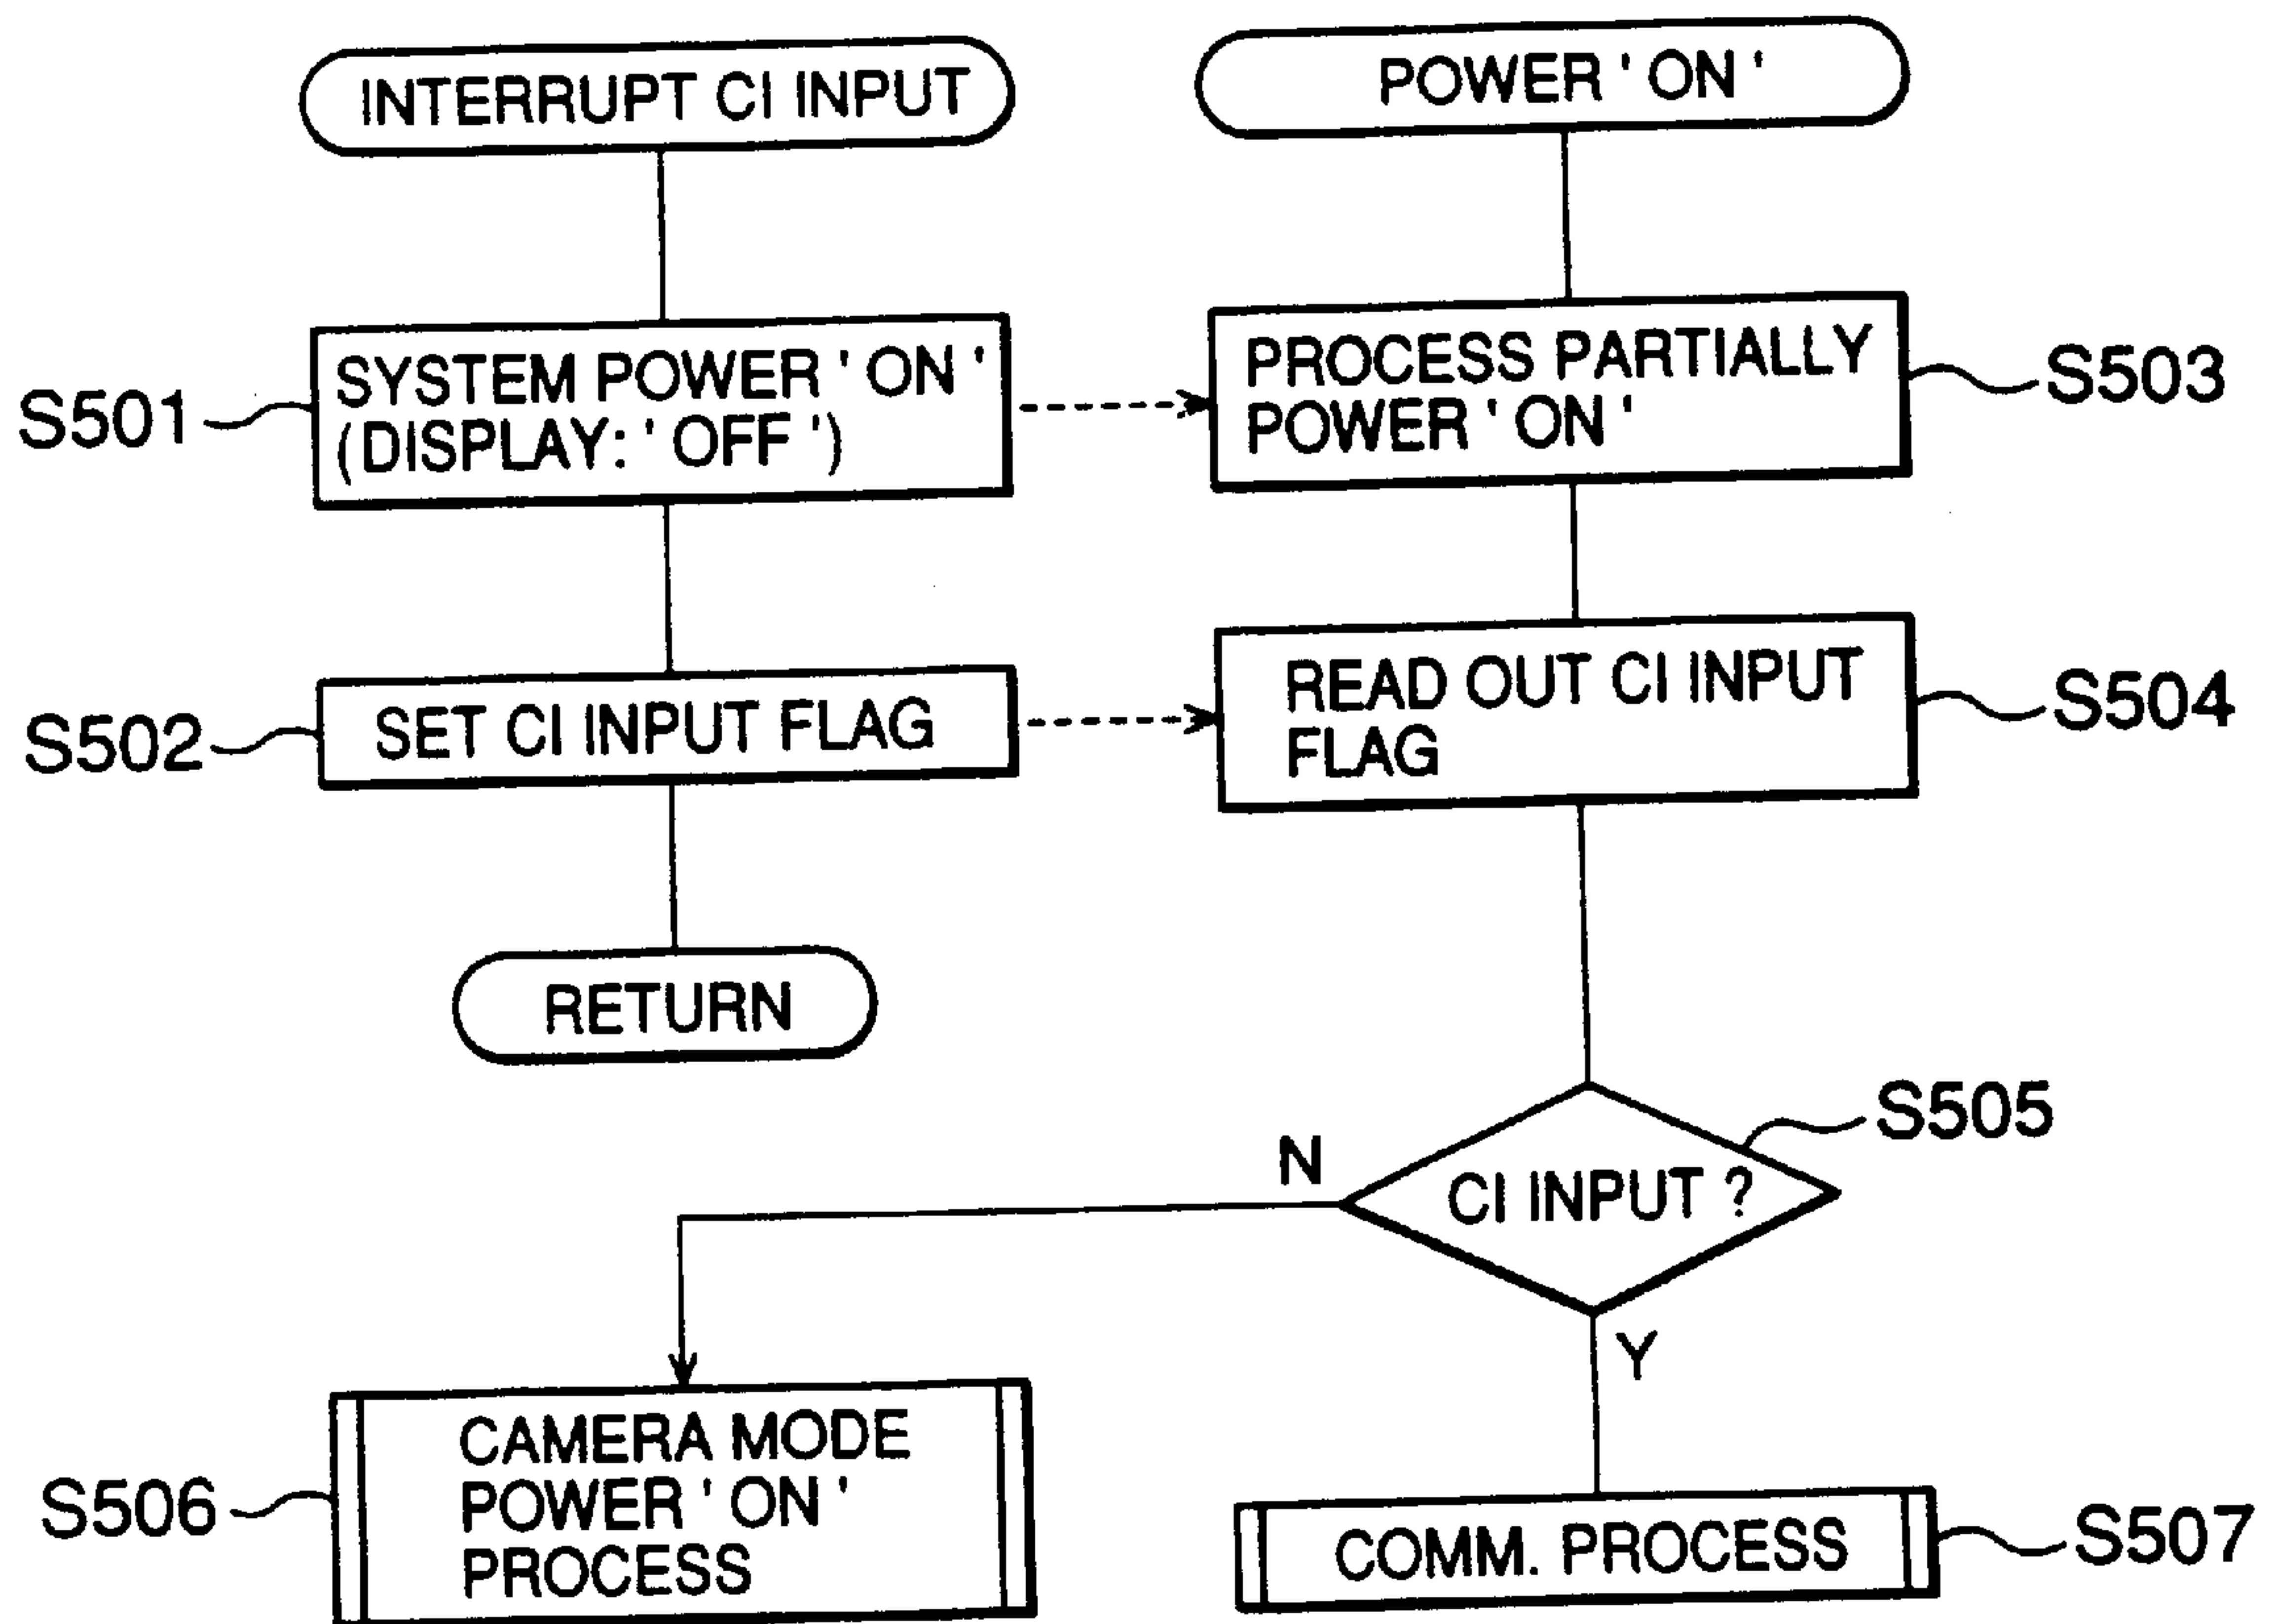 INTERRUPT CI INPUT
POWER ' ON '
S501
SYSTEM POWER ' ON '
(DISPLAY: ' OFF ')
PROCESS PARTIALLY
POWER ' ON '
S503
S502
SET CI INPUT FLAG
READ OUT CI INPUT
FLAG
S504
RETURN
S505
N
CI INPUT ?
Y
S506
CAMERA MODE
POWER ' ON '
PROCESS
COMM. PROCESS
S507